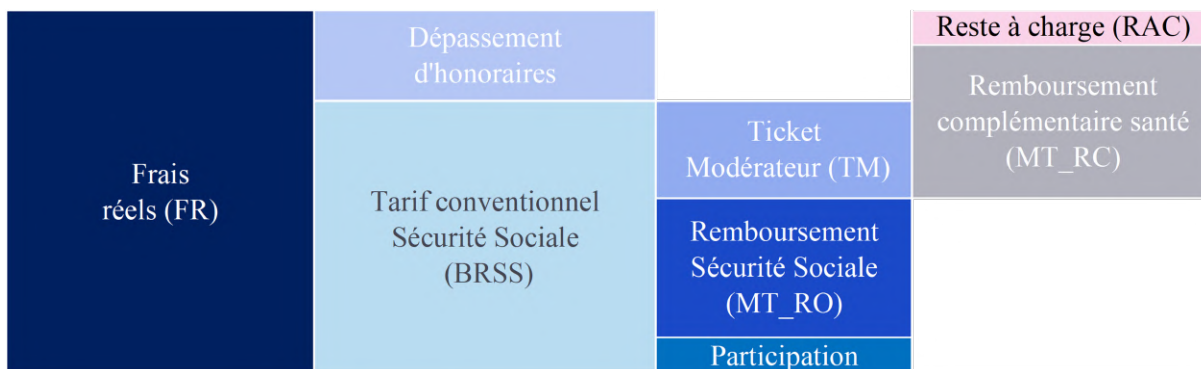 Frais
réels (FR)
Dépassement
d'honoraires
Tarif conventionnel
Sécurité Sociale
(BRSS)
Ticket
Modérateur (TM)
Remboursement
Sécurité Sociale
(MT_RO)
Participation
Reste à charge (RAC)
Remboursement
complémentaire santé
(MT_RC)